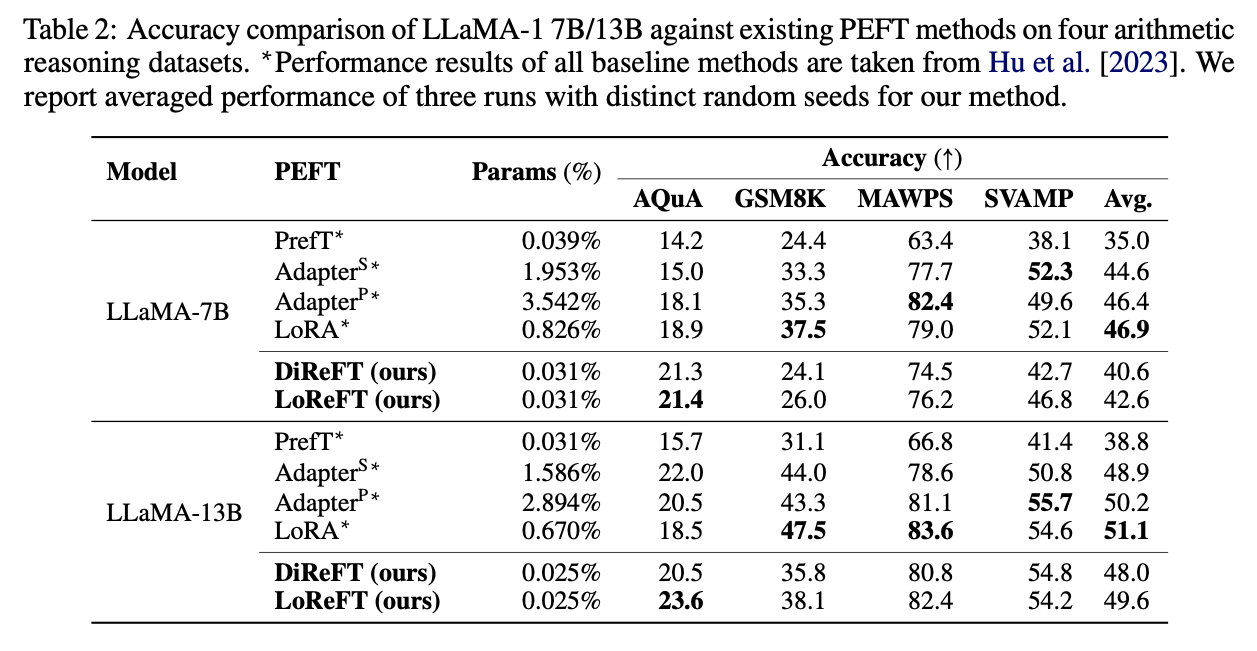 Table 2: Accuracy comparison of LLaMA-1 7B/13B against existing PEFT methods on four arithmetic
reasoning datasets. *Performance results of all baseline methods are taken from Hu et al. [2023]. We
report averaged performance of three runs with distinct random seeds for our method.
Model PEFT Params (%) Accuracy (↑)
AQuA GSM8K MAWPS SVAMP Avg.
LLaMA-7B
PrefT* 0.039% 14.2 24.4 63.4 38.1 35.0
AdapterS* 1.953% 15.0 33.3 77.7 52.3 44.6
AdapterP* 3.542% 18.1 35.3 82.4 49.6 46.4
LoRA* 0.826% 18.9 37.5 79.0 52.1 46.9
DiReFT (ours) 0.031% 21.3 24.1 74.5 42.7 40.6
LoReFT (ours) 0.031% 21.4 26.0 76.2 46.8 42.6
LLaMA-13B
PrefT* 0.031% 15.7 31.1 66.8 41.4 38.8
AdapterS* 1.586% 22.0 44.0 78.6 50.8 48.9
AdapterP* 2.894% 20.5 43.3 81.1 55.7 50.2
LoRA* 0.670% 18.5 47.5 83.6 54.6 51.1
DiReFT (ours) 0.025% 20.5 35.8 80.8 54.8 48.0
LoReFT (ours) 0.025% 23.6 38.1 82.4 54.2 49.6